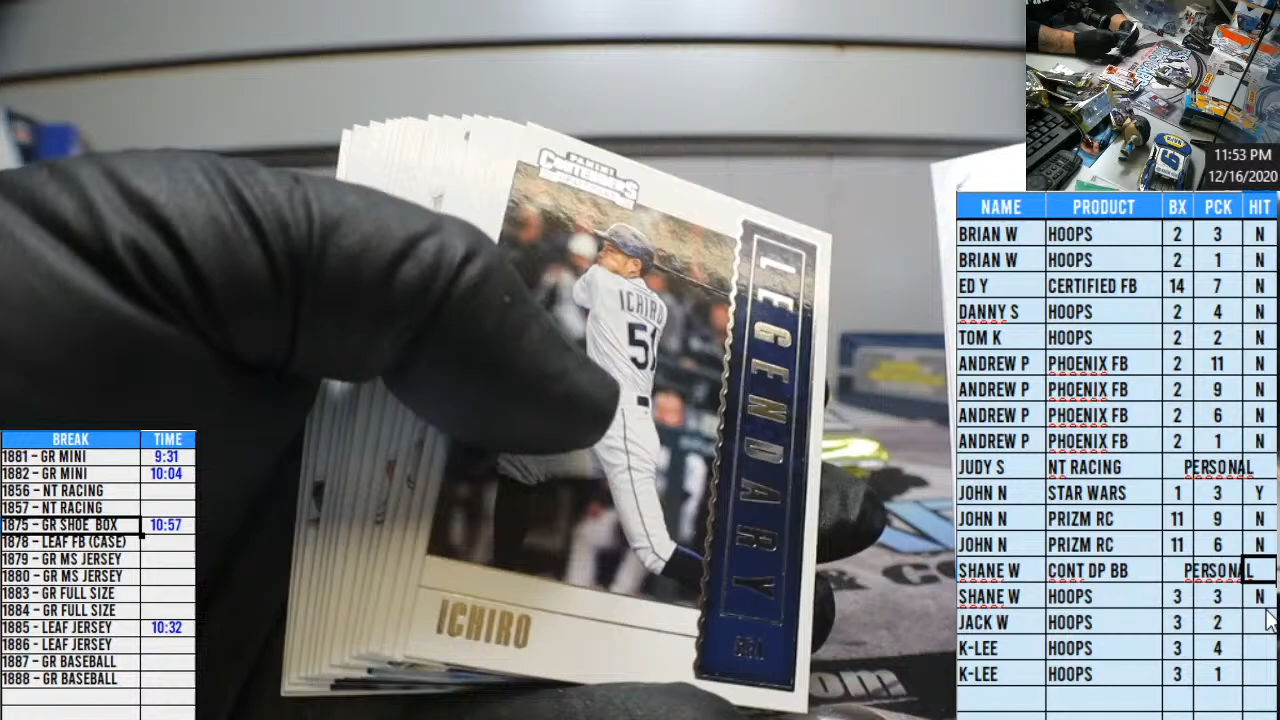 PANINI
CONTENDERS
LEGENDARY
ICHIRO
51
ICHIRO
11:53 PM
12/16/2020
NAME PRODUCT BX PCK HIT
BRIAN W HOOPS 2 3 N
BRIAN W HOOPS 2 1 N
ED Y CERTIFIED FB 14 7 N
DANNY S HOOPS 2 4 N
TOM K HOOPS 2 2 N
ANDREW P PHOENIX FB 2 11 N
ANDREW P PHOENIX FB 2 9 N
ANDREW P PHOENIX FB 2 6 N
ANDREW P PHOENIX FB 2 1 N
JUDY S NT RACING PERSONAL
JOHN N STAR WARS 1 3 Y
JOHN N PRIZM RC 11 9 N
JOHN N PRIZM RC 11 6 N
SHANE W CONT DP BB PERSONAL
SHANE W HOOPS 3 3 N
JACK W HOOPS 3 2
K-LEE HOOPS 3 4
K-LEE HOOPS 3 1
BREAK TIME
1881 – GR MINI 9:31
1882 – GR MINI 10:04
1856 – NT RACING
1857 – NT RACING
1875 – GR SHOE BOX 10:57
1878 – LEAF FB (CASE)
1879 – GR MS JERSEY
1880 – GR MS JERSEY
1883 – GR FULL SIZE
1884 – GR FULL SIZE
1885 – LEAF JERSEY 10:32
1886 – LEAF JERSEY
1887 – GR BASEBALL
1888 – GR BASEBALL